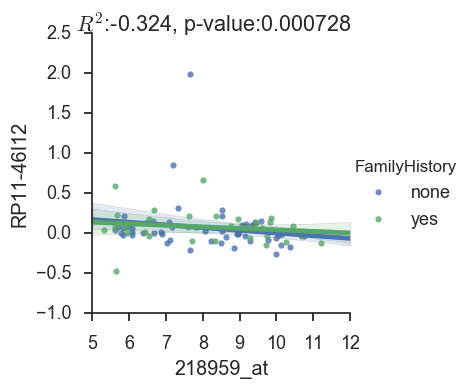 R²:-0.324, p-value:0.000728
2.5
2.0
1.5
1.0
0.5
0.0
−0.5
−1.0
RP11-46I12
5 6 7 8 9 10 11 12
218959_at
FamilyHistory
none
yes